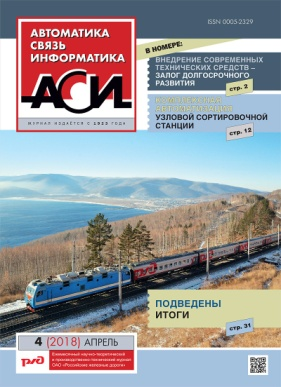 ISSN 0005-2329
АВТОМАТИКА
СВЯЗЬ
ИНФОРМАТИКА
АСИ
ЖУРНАЛ ИЗДАЕТСЯ С 1923 ГОДА
В НОМЕРЕ:
ВНЕДРЕНИЕ СОВРЕМЕННЫХ
ТЕХНИЧЕСКИХ СРЕДСТВ –
ЗАЛОГ ДОЛГОСРОЧНОГО
РАЗВИТИЯ
стр. 2
КОМПЛЕКСНАЯ
АВТОМАТИЗАЦИЯ
УЗЛОВОЙ СОРТИРОВОЧНОЙ
СТАНЦИИ
стр. 12
ПОДВЕДЕНЫ
ИТОГИ
стр. 31
4 (2018) АПРЕЛЬ
Ежемесячный научно-теоретический
и производственно-технический журнал
ОАО «Российские железные дороги»